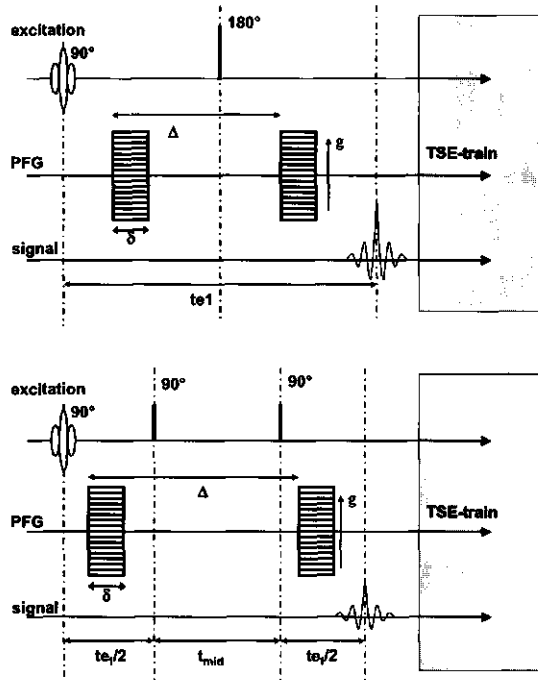 excitation
90°
180°
Δ
PFG
g
TSE-train
δ
signal
te1
excitation
90°
90°
90°
Δ
PFG
g
TSE-train
δ
signal
te₁/2
t_mid
te₁/2